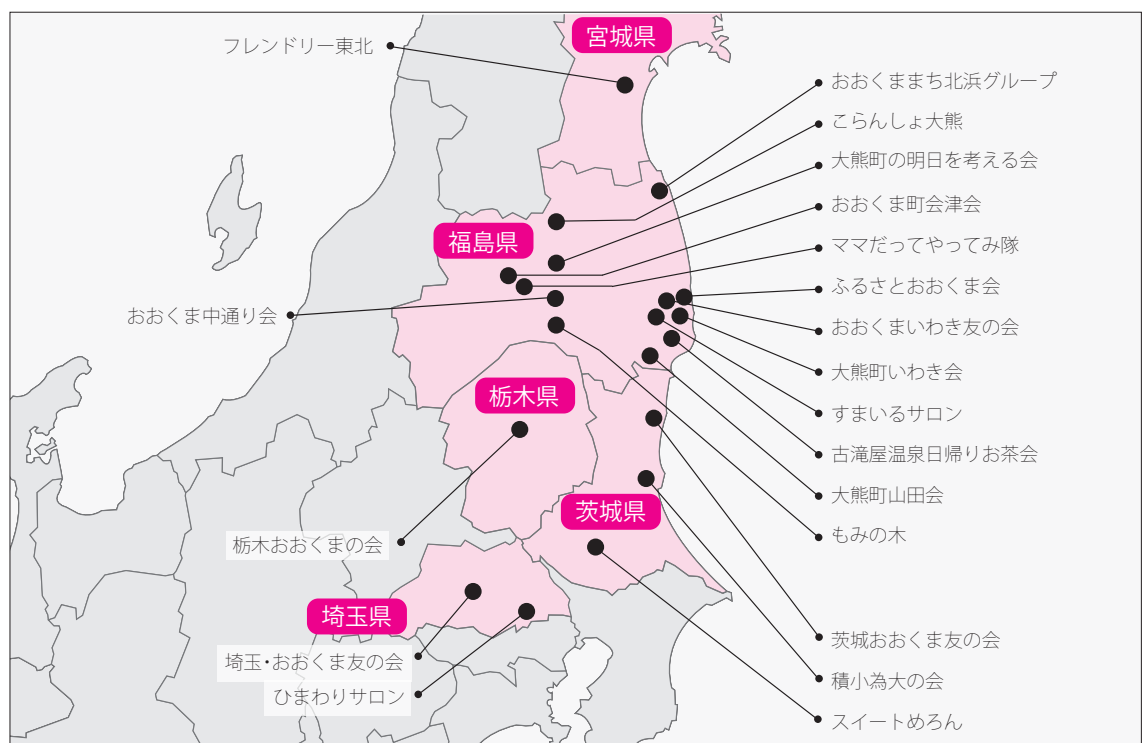 宮城県
フレンドリー東北
おおくままち北浜グループ
こらんしょ大熊
大熊町の明日を考える会
おおくま町会津会
福島県
ママだってやってみ隊
ふるさとおおくま会
おおくま中通り会
おおくまいわき友の会
大熊町いわき会
栃木県
すまいるサロン
古滝屋温泉日帰りお茶会
大熊町山田会
茨城県
もみの木
栃木おおくまの会
埼玉県
茨城おおくま友の会
埼玉・おおくま友の会
積小為大の会
ひまわりサロン
スイートめろん